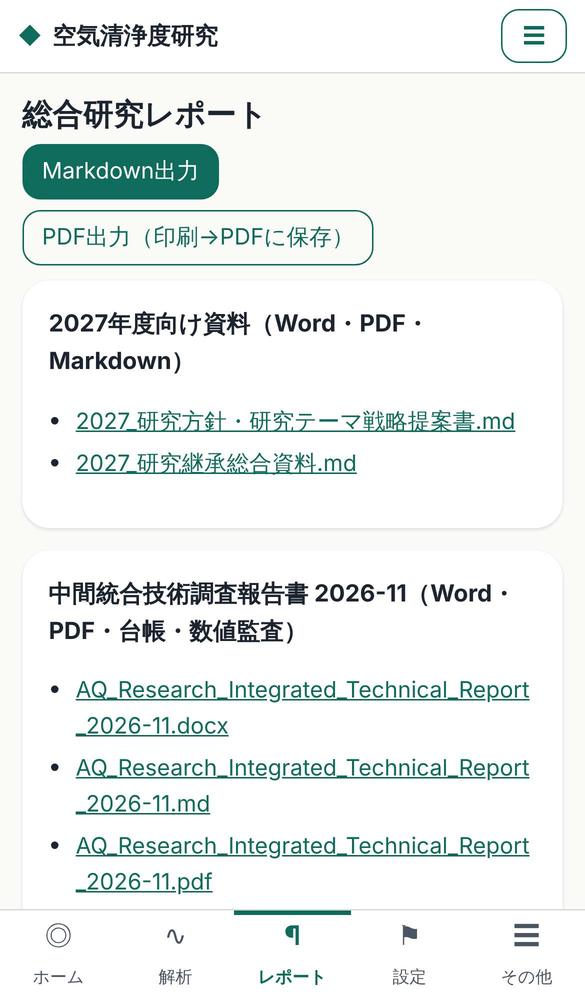 空気清浄度研究
総合研究レポート
Markdown出力
PDF出力（印刷→PDFに保存）
2027年度向け資料（Word・PDF・
Markdown）
• 2027_研究方針・研究テーマ戦略提案書.md
• 2027_研究継承総合資料.md
中間統合技術調査報告書 2026-11（Word・
PDF・台帳・数値監査）
• AQ_Research_Integrated_Technical_Report
_2026-11.docx
• AQ_Research_Integrated_Technical_Report
_2026-11.md
• AQ_Research_Integrated_Technical_Report
_2026-11.pdf
ホーム 解析 レポート 設定 その他